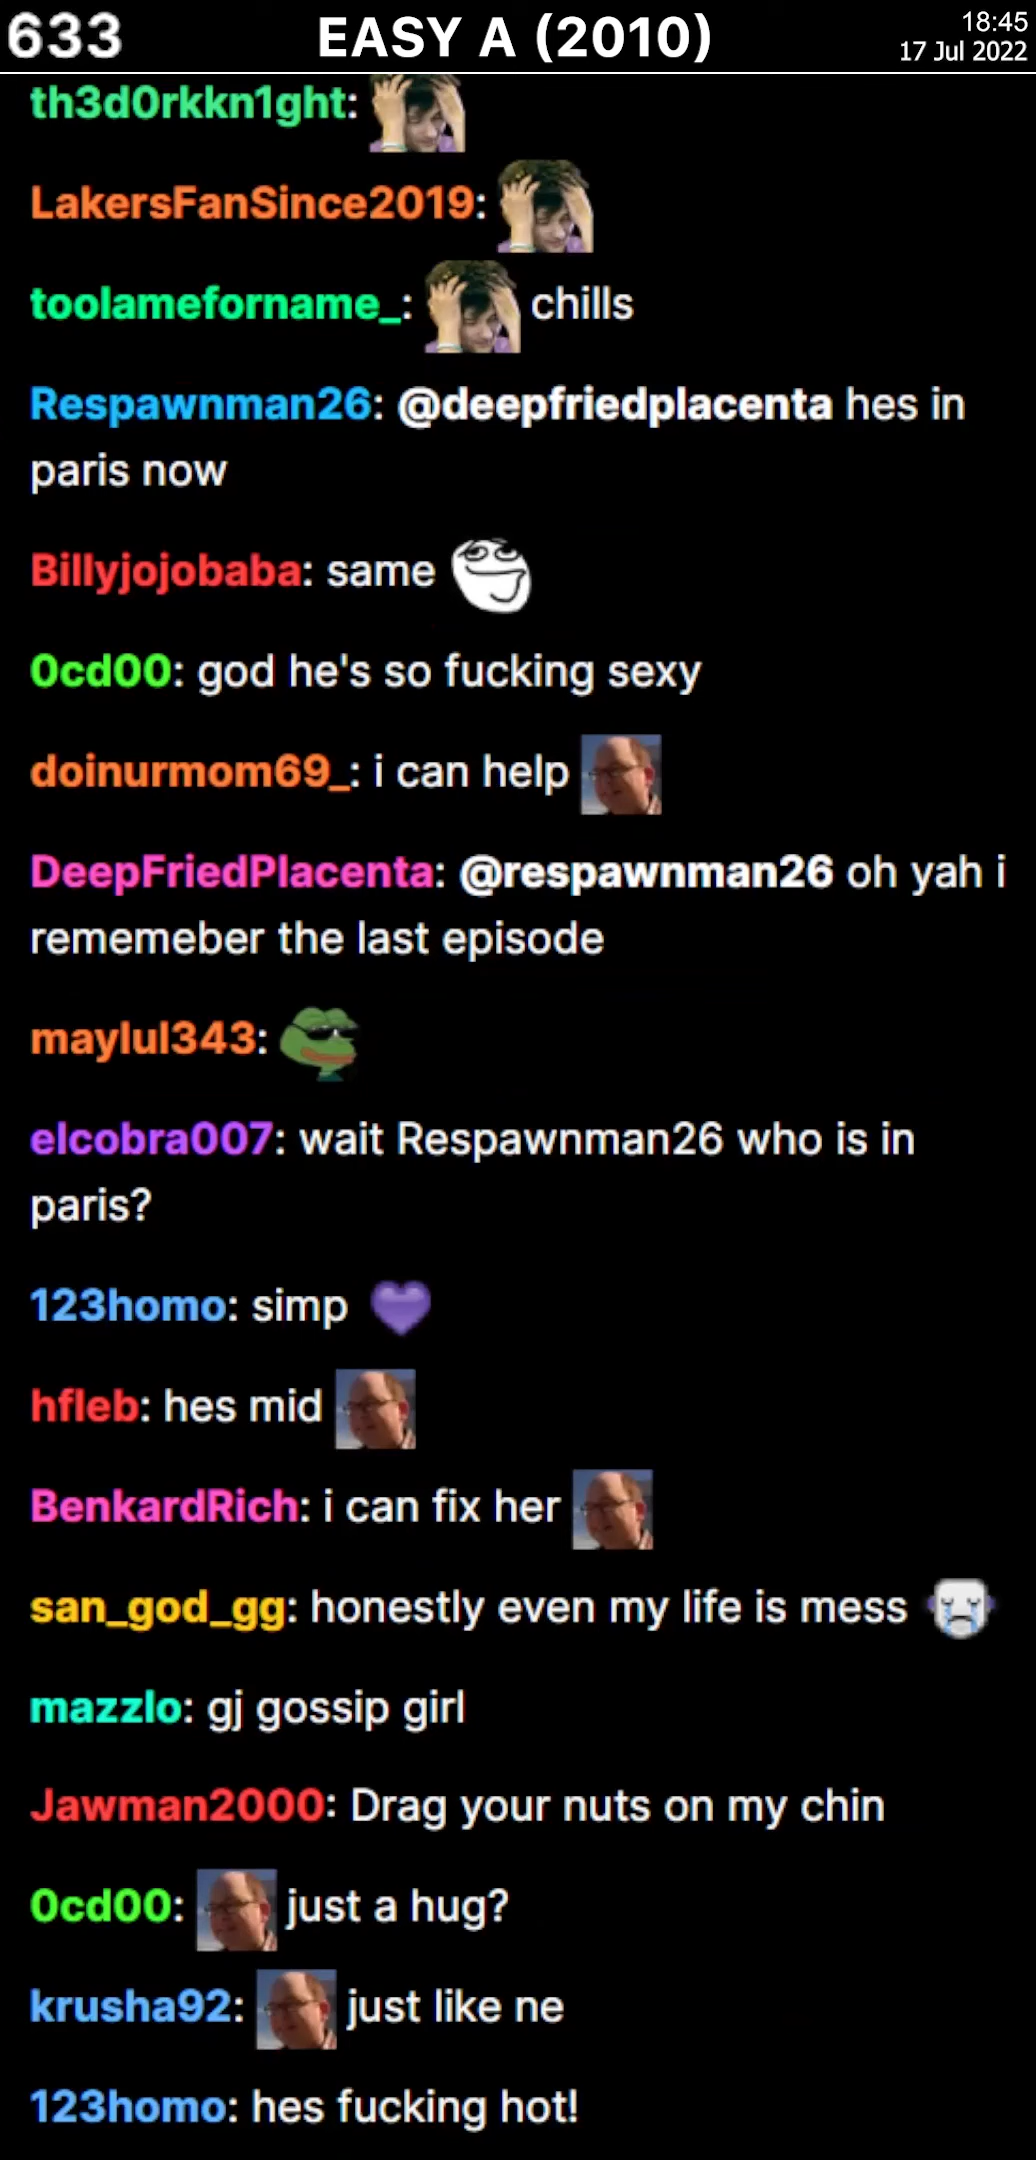 633
EASY A (2010)
18:45
17 Jul 2022
th3d0rkkn1ght:
LakersFanSince2019:
toolameforname_: chills
Respawnman26: @deepfriedplacenta hes in
paris now
Billyjojobaba: same
0cd00: god he's so fucking sexy
doinurmom69_: i can help
DeepFriedPlacenta: @respawnman26 oh yah i
rememeber the last episode
maylul343:
elcobra007: wait Respawnman26 who is in
paris?
123homo: simp
hfleb: hes mid
BenkardRich: i can fix her
san_god_gg: honestly even my life is mess
mazzlo: gj gossip girl
Jawman2000: Drag your nuts on my chin
0cd00: just a hug?
krusha92: just like ne
123homo: hes fucking hot!